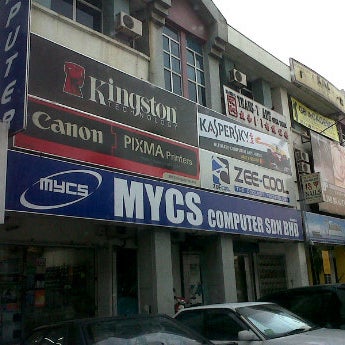 PUTER
Kingston
TECHNOLOGY
Canon
PIXMA Printers
KASPERSKY
ZEE-COOL
MYCS
MYCS COMPUTER SDN BHD